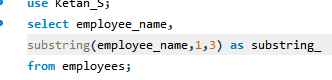 use Ketan_S;
select employee_name,
substring(employee_name,1,3) as substring_
from employees;